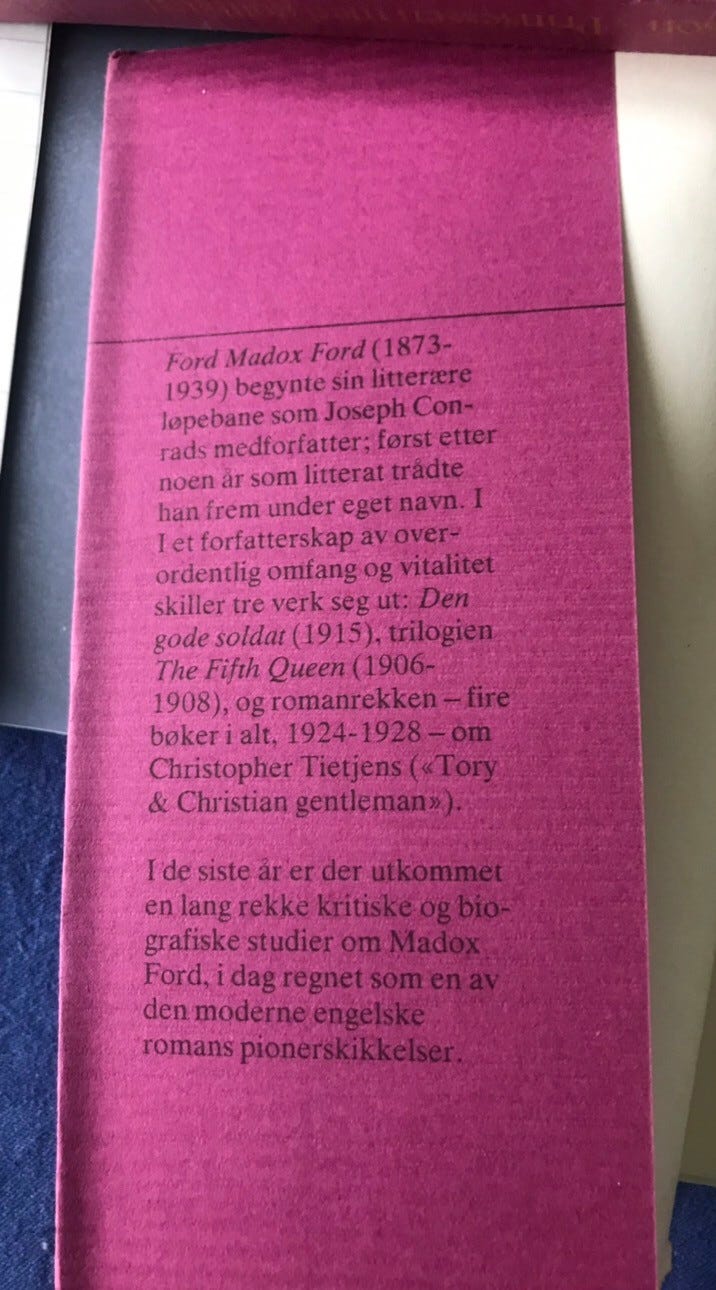 Ford Madox Ford (1873-
1939) begynte sin litterære
løpebane som Joseph Con-
rads medforfatter; først etter
noen år som litterat trådte
han frem under eget navn. I
I et forfatterskap av over-
ordentlig omfang og vitalitet
skiller tre verk seg ut: Den
gode soldat (1915), trilogien
The Fifth Queen (1906-
1908), og romanrekken – fire
bøker i alt, 1924-1928 – om
Christopher Tietjens («Tory
& Christian gentleman»).
I de siste år er der utkommet
en lang rekke kritiske og bio-
grafiske studier om Madox
Ford, i dag regnet som en av
den moderne engelske
romans pionerskikkelser.